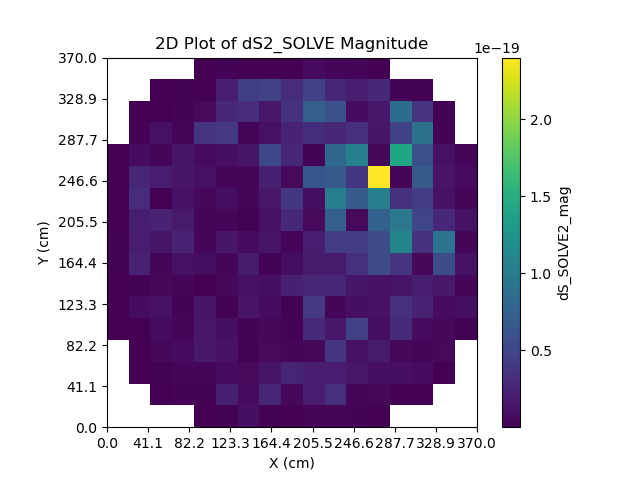 2D Plot of dS2_SOLVE Magnitude
1e−19
370.0
328.9
287.7
246.6
205.5
164.4
123.3
82.2
41.1
0.0
Y (cm)
0.0 41.1 82.2 123.3 164.4 205.5 246.6 287.7 328.9 370.0
X (cm)
2.0
1.5
1.0
0.5
dS_SOLVE2_mag